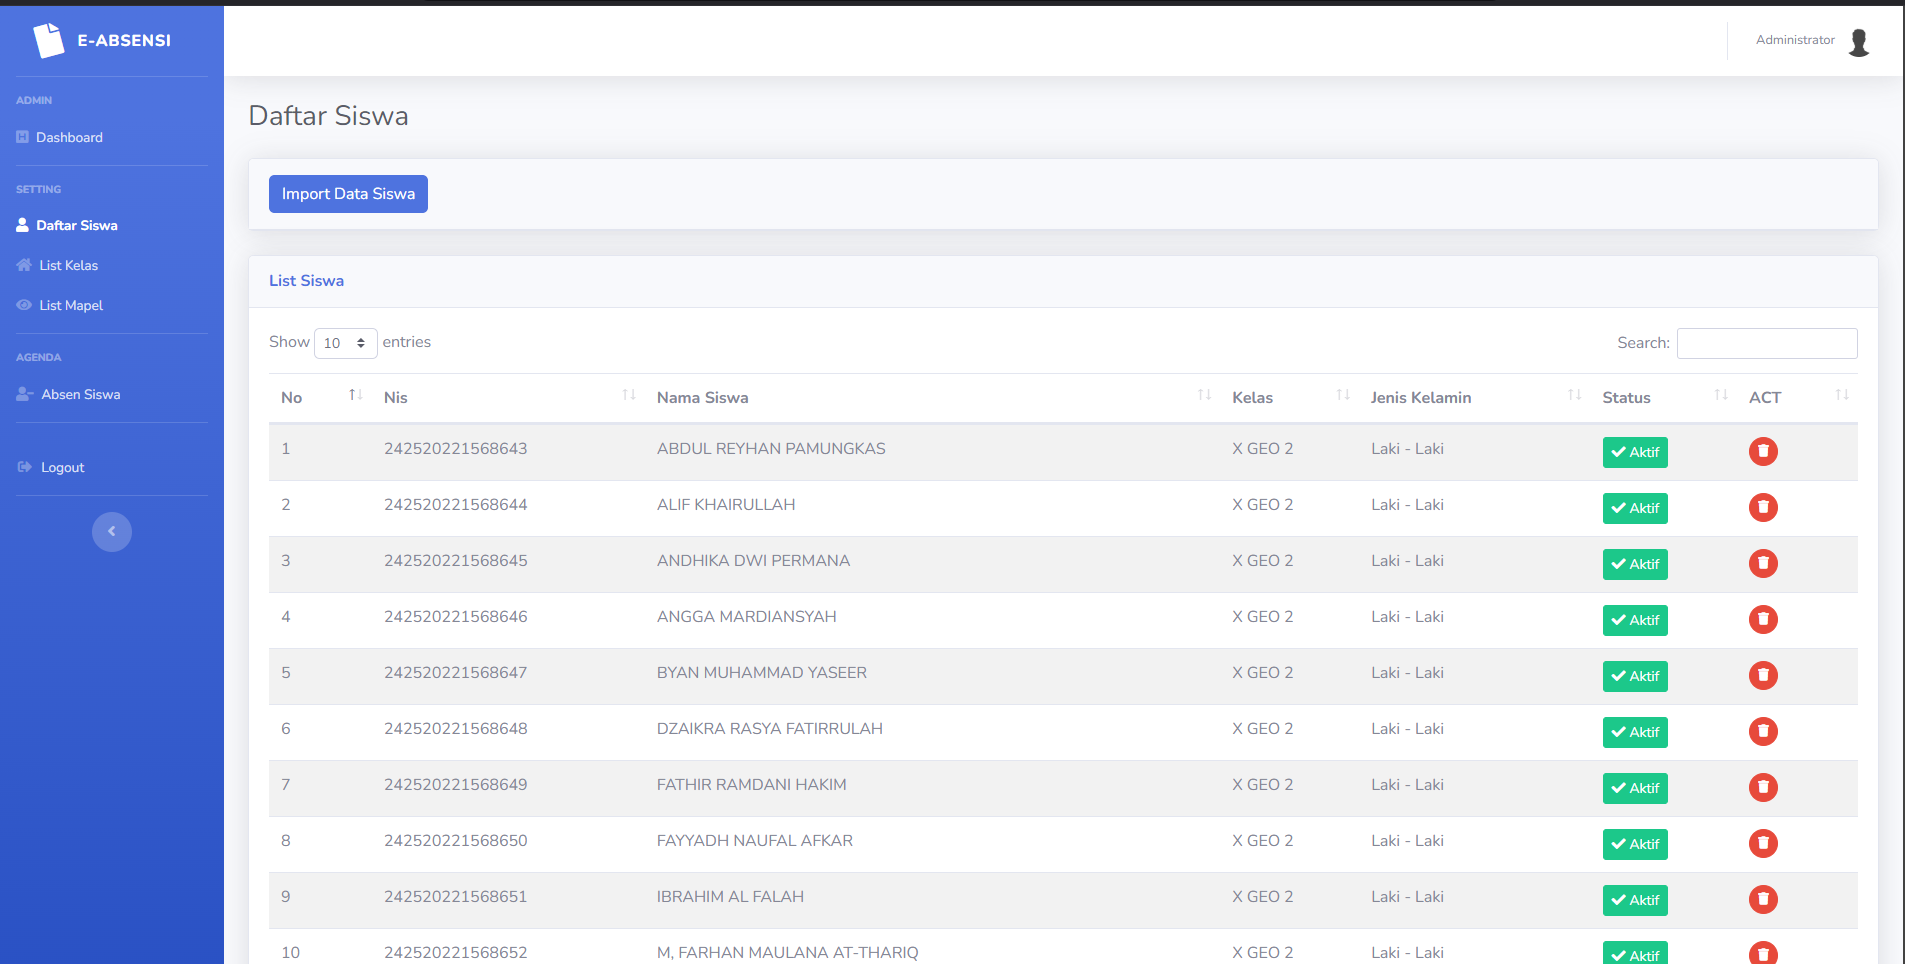 E-ABSENSI
Administrator
ADMIN
Dashboard
SETTING
Daftar Siswa
List Kelas
List Mapel
AGENDA
Absen Siswa
Logout
Daftar Siswa
Import Data Siswa
List Siswa
Show 10 entries
Search:
No Nis Nama Siswa Kelas Jenis Kelamin Status ACT
1 242520221568643 ABDUL REYHAN PAMUNGKAS X GEO 2 Laki - Laki Aktif
2 242520221568644 ALIF KHAIRULLAH X GEO 2 Laki - Laki Aktif
3 242520221568645 ANDHIKA DWI PERMANA X GEO 2 Laki - Laki Aktif
4 242520221568646 ANGGA MARDIANSYAH X GEO 2 Laki - Laki Aktif
5 242520221568647 BYAN MUHAMMAD YASEER X GEO 2 Laki - Laki Aktif
6 242520221568648 DZAIKRA RASYA FATIRRULAH X GEO 2 Laki - Laki Aktif
7 242520221568649 FATHIR RAMDANI HAKIM X GEO 2 Laki - Laki Aktif
8 242520221568650 FAYYADH NAUFAL AFKAR X GEO 2 Laki - Laki Aktif
9 242520221568651 IBRAHIM AL FALAH X GEO 2 Laki - Laki Aktif
10 242520221568652 M, FARHAN MAULANA AT-THARIQ X GEO 2 Laki - Laki Aktif